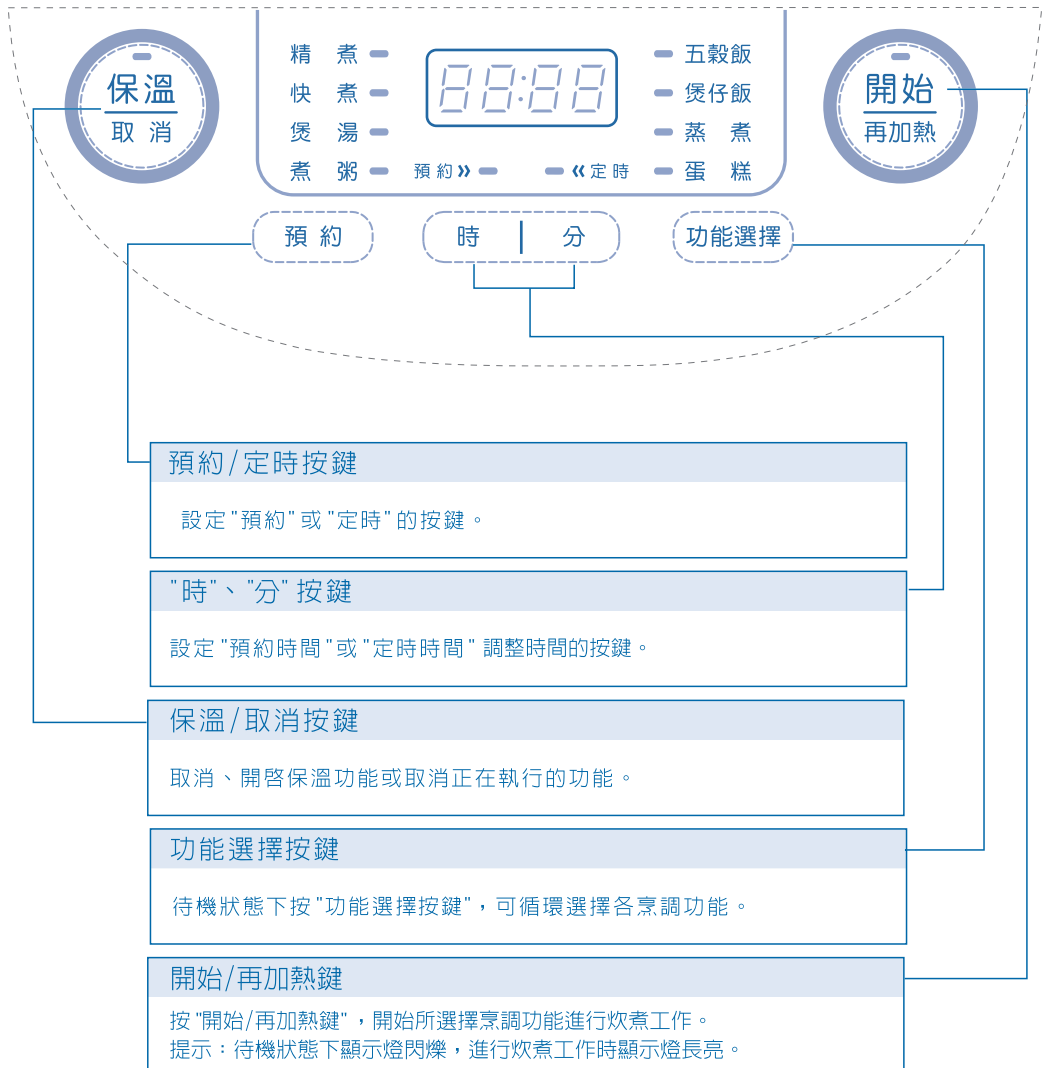 保溫
取 消
精 煮
快 煮
煲 湯
煮 粥
88:88
預約》
《定時
五穀飯
煲仔飯
蒸 煮
蛋 糕
開始
再加熱
預 約
時 | 分
功能選擇
預約/定時按鍵
設定"預約"或"定時"的按鍵。
"時"、"分"按鍵
設定"預約時間"或"定時時間"調整時間的按鍵。
保溫/取消按鍵
取消、開啓保溫功能或取消正在執行的功能。
功能選擇按鍵
待機狀態下按"功能選擇按鍵",可循環選擇各烹調功能。
開始/再加熱鍵
按"開始/再加熱鍵",開始所選擇烹調功能進行炊煮工作。
提示:待機狀態下顯示燈閃爍,進行炊煮工作時顯示燈長亮。